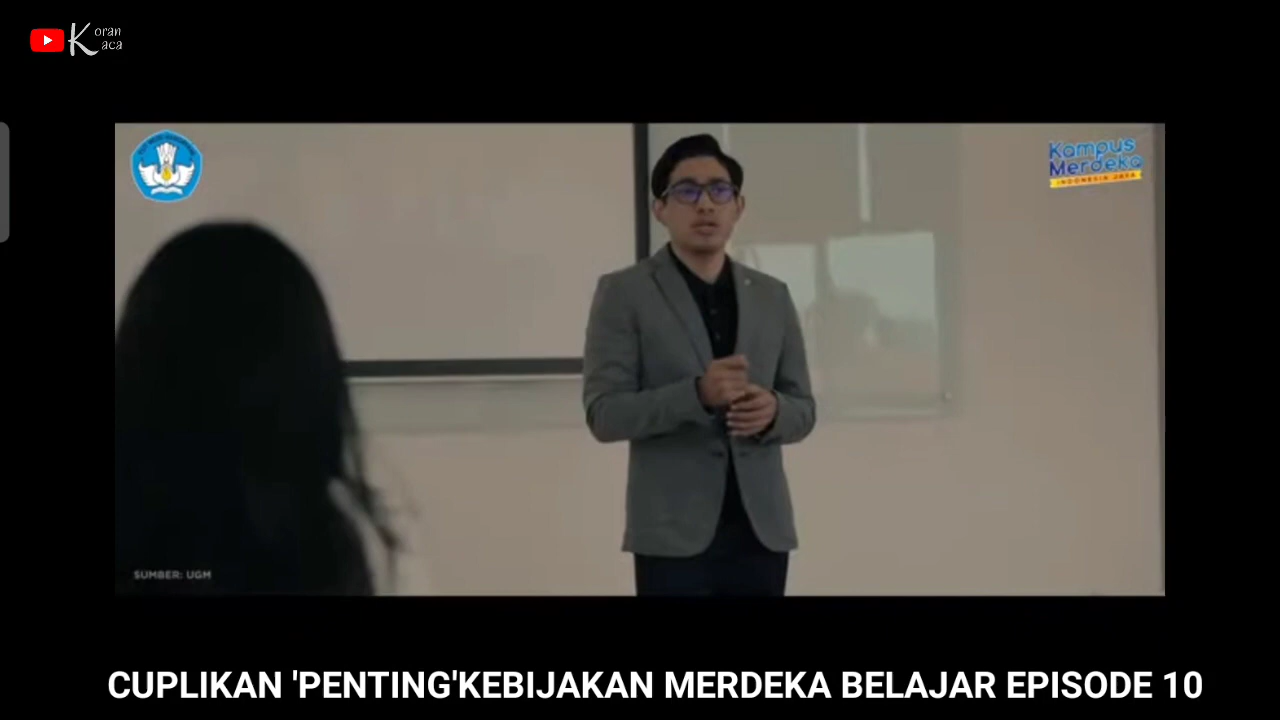 Koran
Kaca
Kampus
Merdeka
INDONESIA JAYA
SUMBER: UGM
CUPLIKAN 'PENTING'KEBIJAKAN MERDEKA BELAJAR EPISODE 10